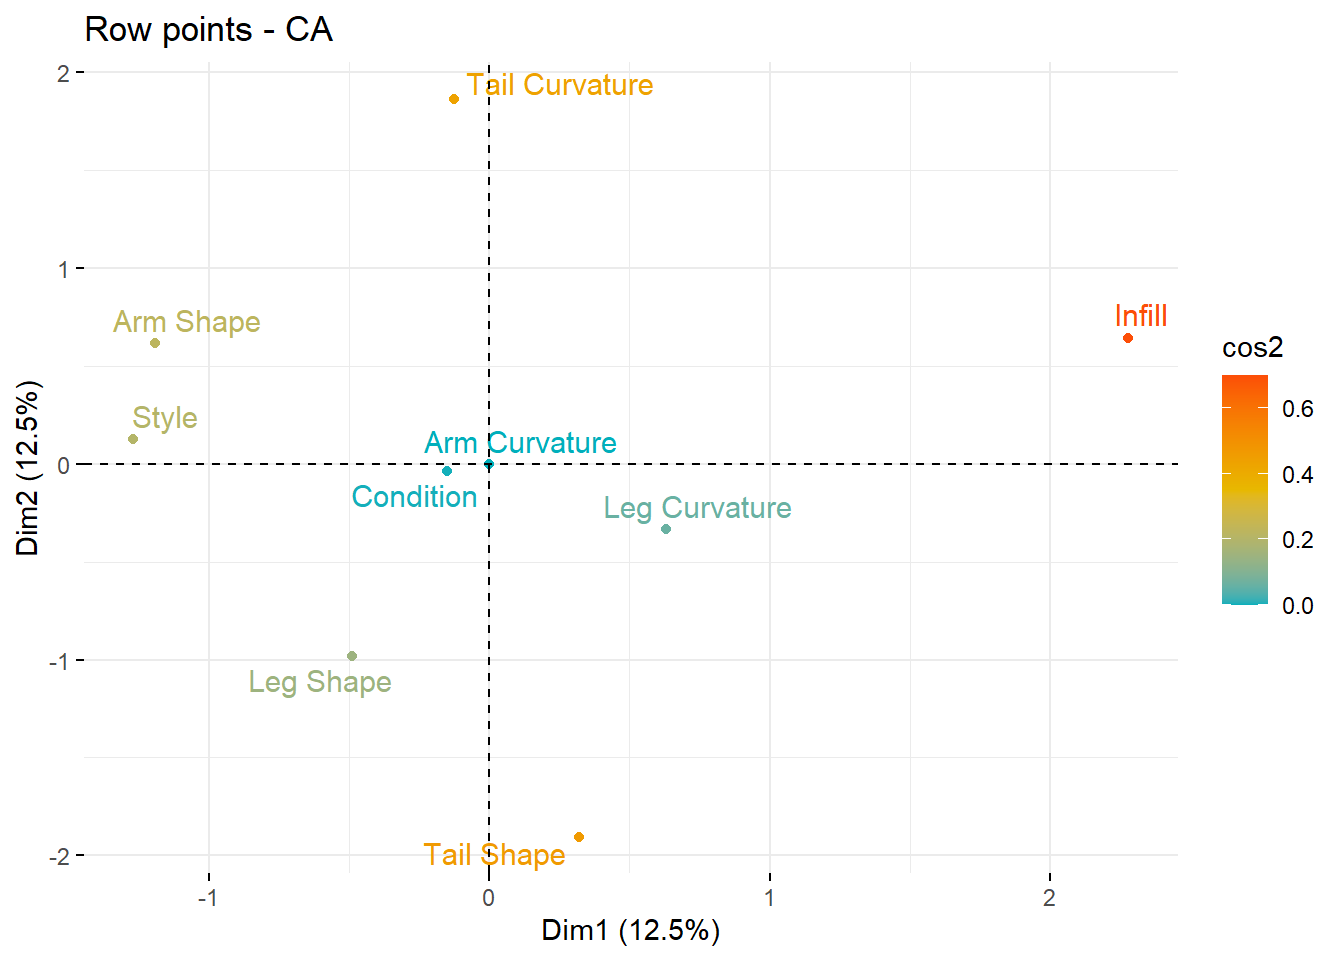 Row points - CA
2
Tail Curvature
1
Arm Shape
Infill
cos2
Style
0.6
Dim2 (12.5%)
Arm Curvature
0
0.4
Condition
Leg Curvature
0.2
0.0
-1
Leg Shape
Tail Shape
-2
-1
0
1
2
Dim1 (12.5%)